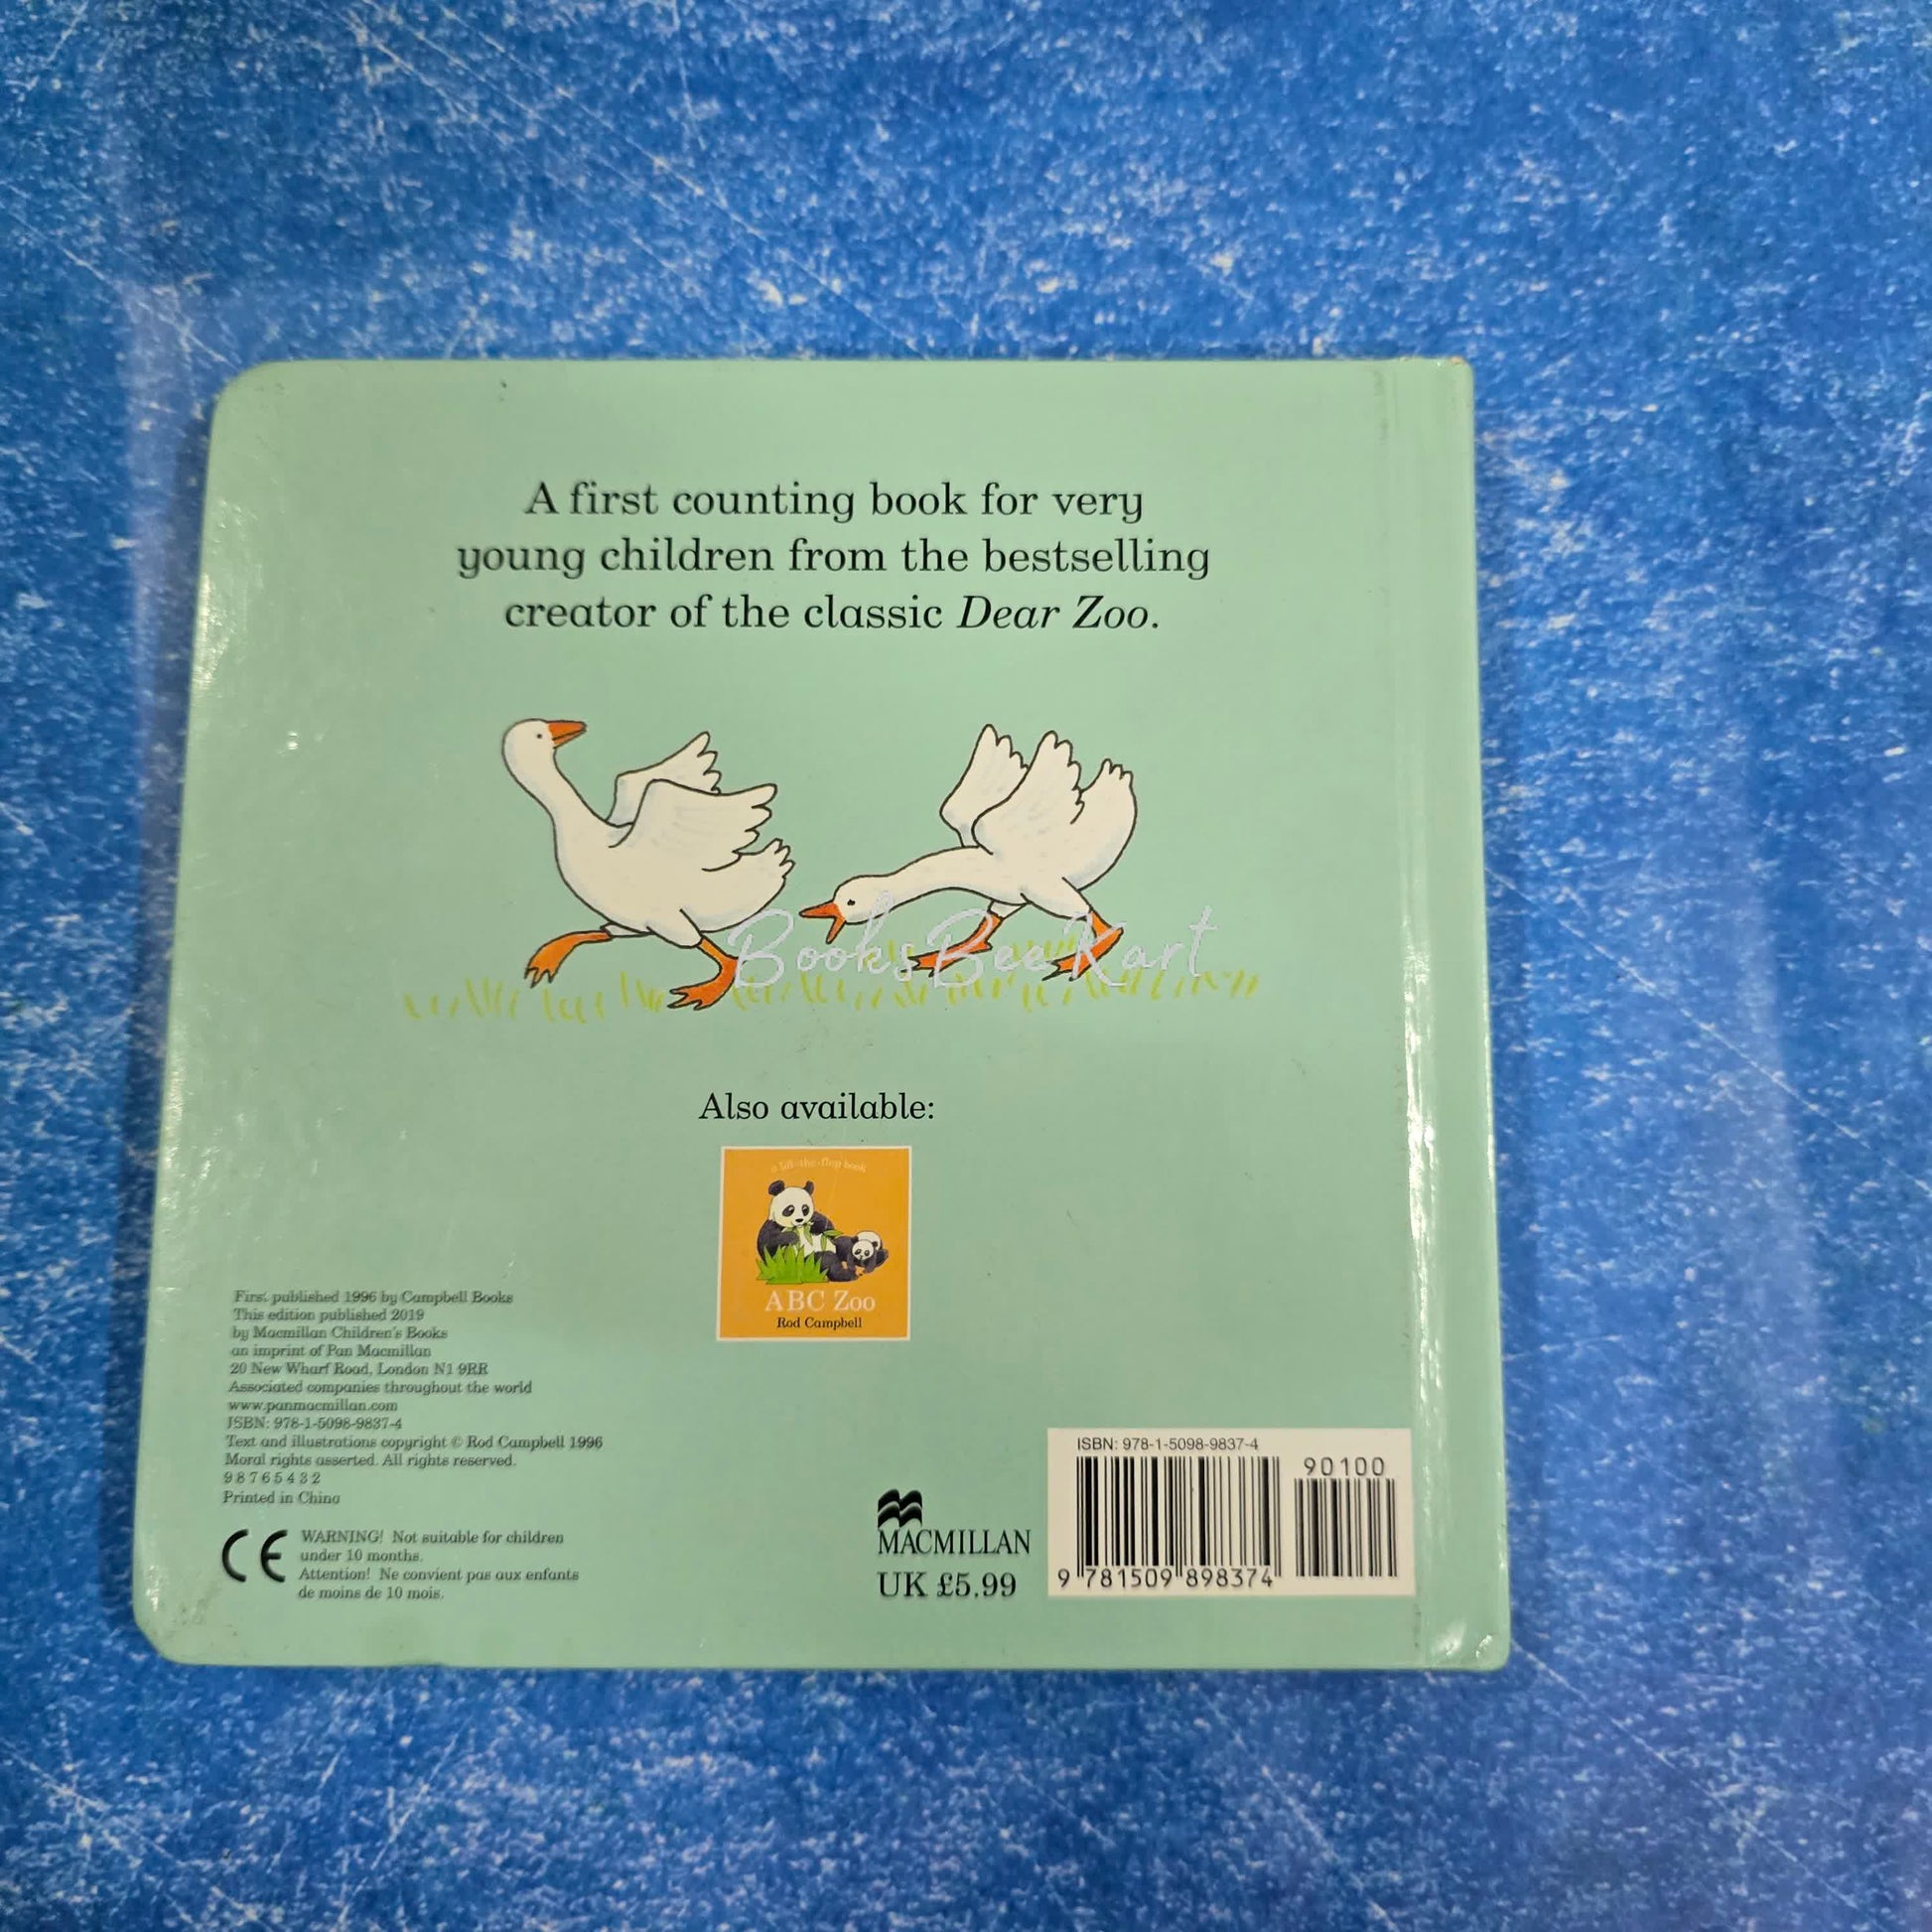 A first counting book for very
young children from the bestselling
creator of the classic Dear Zoo.
BooksBeeKart
Also available:
a lift-the-flap book
ABC Zoo
Rod Campbell
First published 1996 by Campbell Books
This edition published 2019
by Macmillan Children's Books
an imprint of Pan Macmillan
20 New Wharf Road, London N1 9RR
Associated companies throughout the world
www.panmacmillan.com
ISBN: 978-1-5098-9837-4
Text and illustrations copyright © Rod Campbell 1996
Moral rights asserted. All rights reserved.
9 8 7 6 5 4 3 2
Printed in China
CE
WARNING! Not suitable for children
under 10 months.
Attention! Ne convient pas aux enfants
de moins de 10 mois.
MACMILLAN
UK £5.99
ISBN: 978-1-5098-9837-4
90100
9 781509 898374